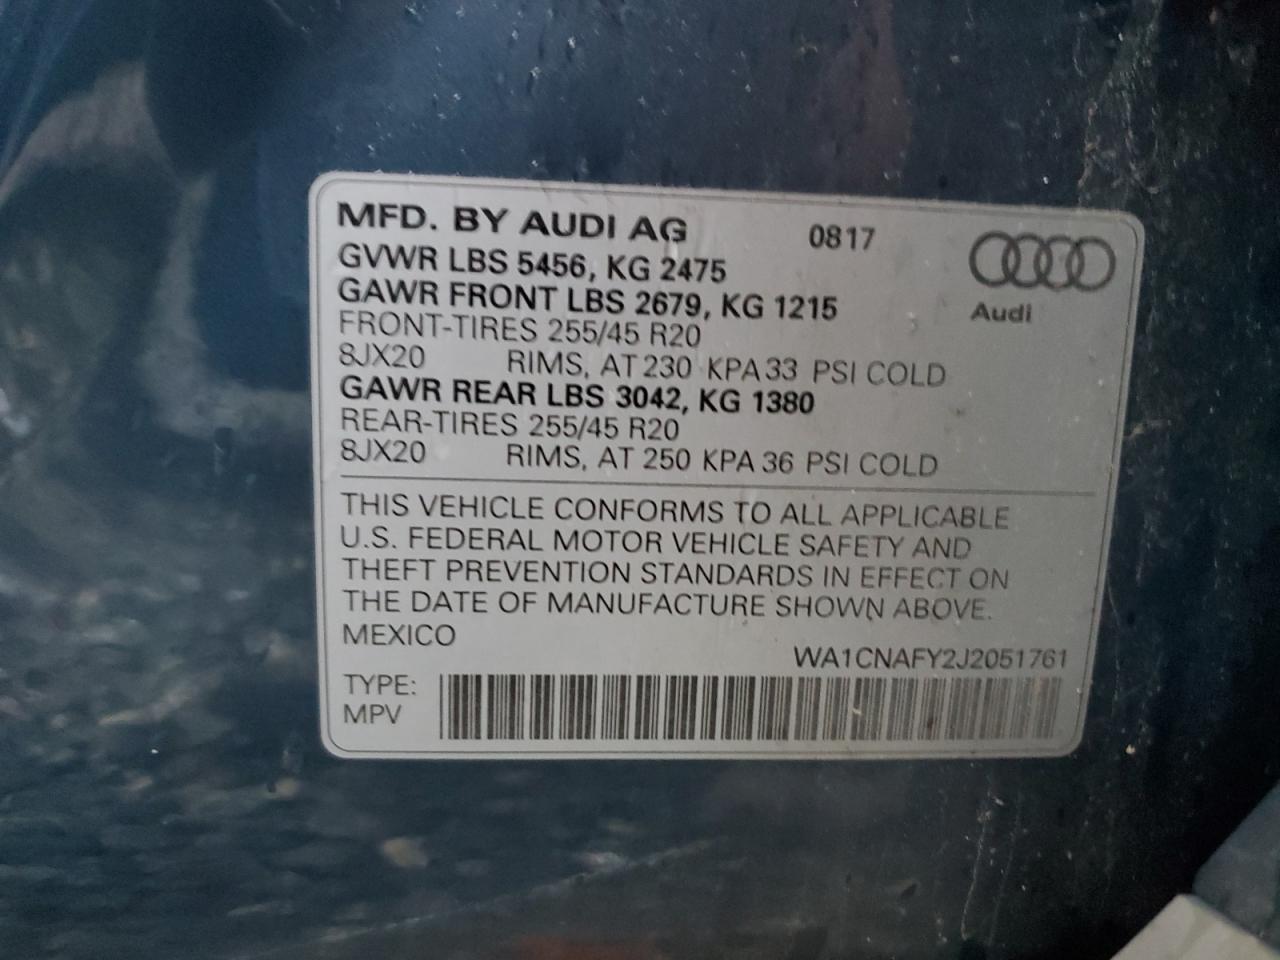 MFD. BY AUDI AG 0817
GVWR LBS 5456, KG 2475
GAWR FRONT LBS 2679, KG 1215
Audi
FRONT-TIRES 255/45 R20
8JX20 RIMS, AT 230 KPA 33 PSI COLD
GAWR REAR LBS 3042, KG 1380
REAR-TIRES 255/45 R20
8JX20 RIMS, AT 250 KPA 36 PSI COLD
THIS VEHICLE CONFORMS TO ALL APPLICABLE
U.S. FEDERAL MOTOR VEHICLE SAFETY AND
THEFT PREVENTION STANDARDS IN EFFECT ON
THE DATE OF MANUFACTURE SHOWN ABOVE.
MEXICO
WA1CNAFY2J2051761
TYPE:
MPV